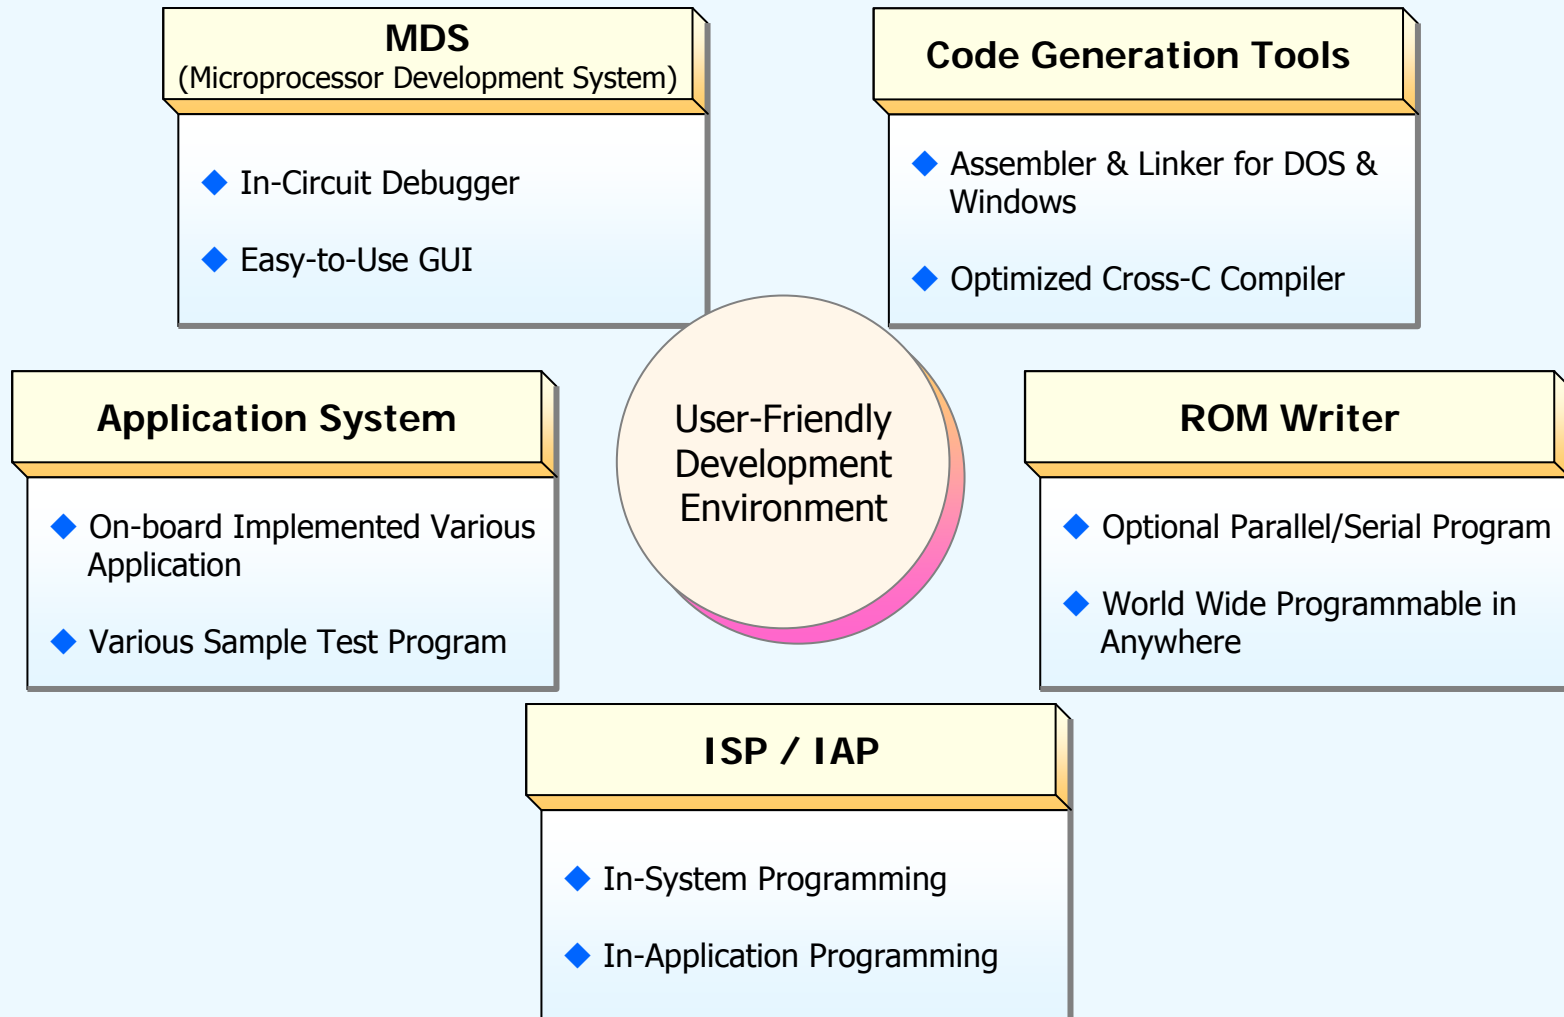 MDS
(Microprocessor Development System)
◆ In-Circuit Debugger
◆ Easy-to-Use GUI
Code Generation Tools
◆ Assembler & Linker for DOS &
Windows
◆ Optimized Cross-C Compiler
Application System
◆ On-board Implemented Various
Application
◆ Various Sample Test Program
User-Friendly
Development
Environment
ROM Writer
◆ Optional Parallel/Serial Program
◆ World Wide Programmable in
Anywhere
ISP / IAP
◆ In-System Programming
◆ In-Application Programming